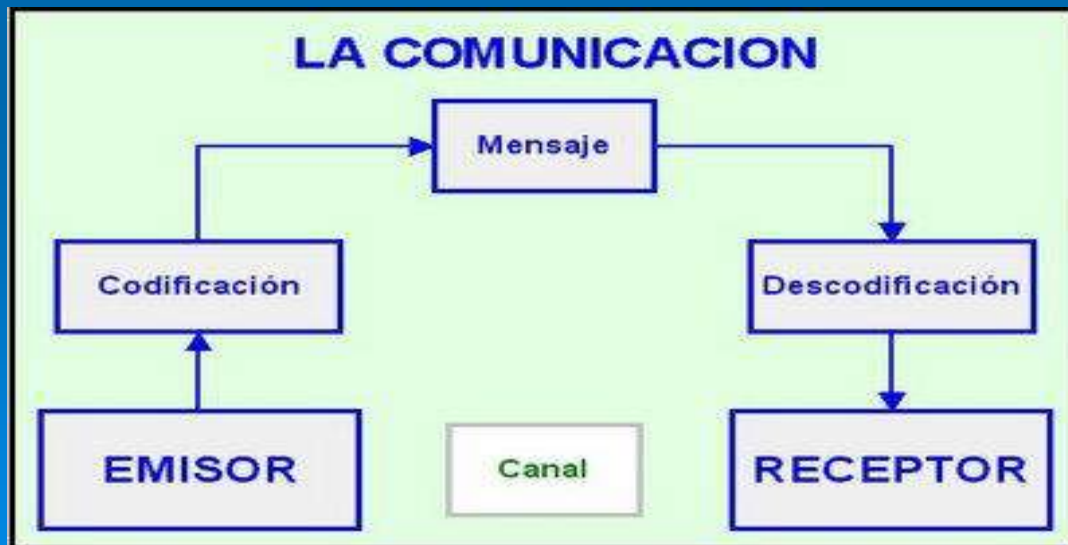 LA COMUNICACION
Mensaje
Codificación
Descodificación
EMISOR
Canal
RECEPTOR